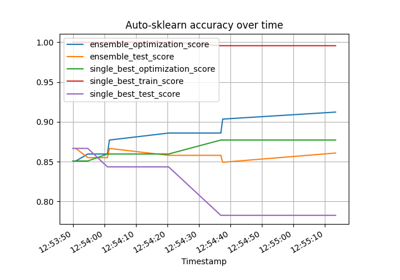 Auto-sklearn accuracy over time
1.00
0.95
0.90
0.85
0.80
ensemble_optimization_score
ensemble_test_score
single_best_optimization_score
single_best_train_score
single_best_test_score
12:53:50
12:54:00
12:54:10
12:54:20
12:54:30
12:54:40
12:54:50
12:55:00
12:55:10
Timestamp